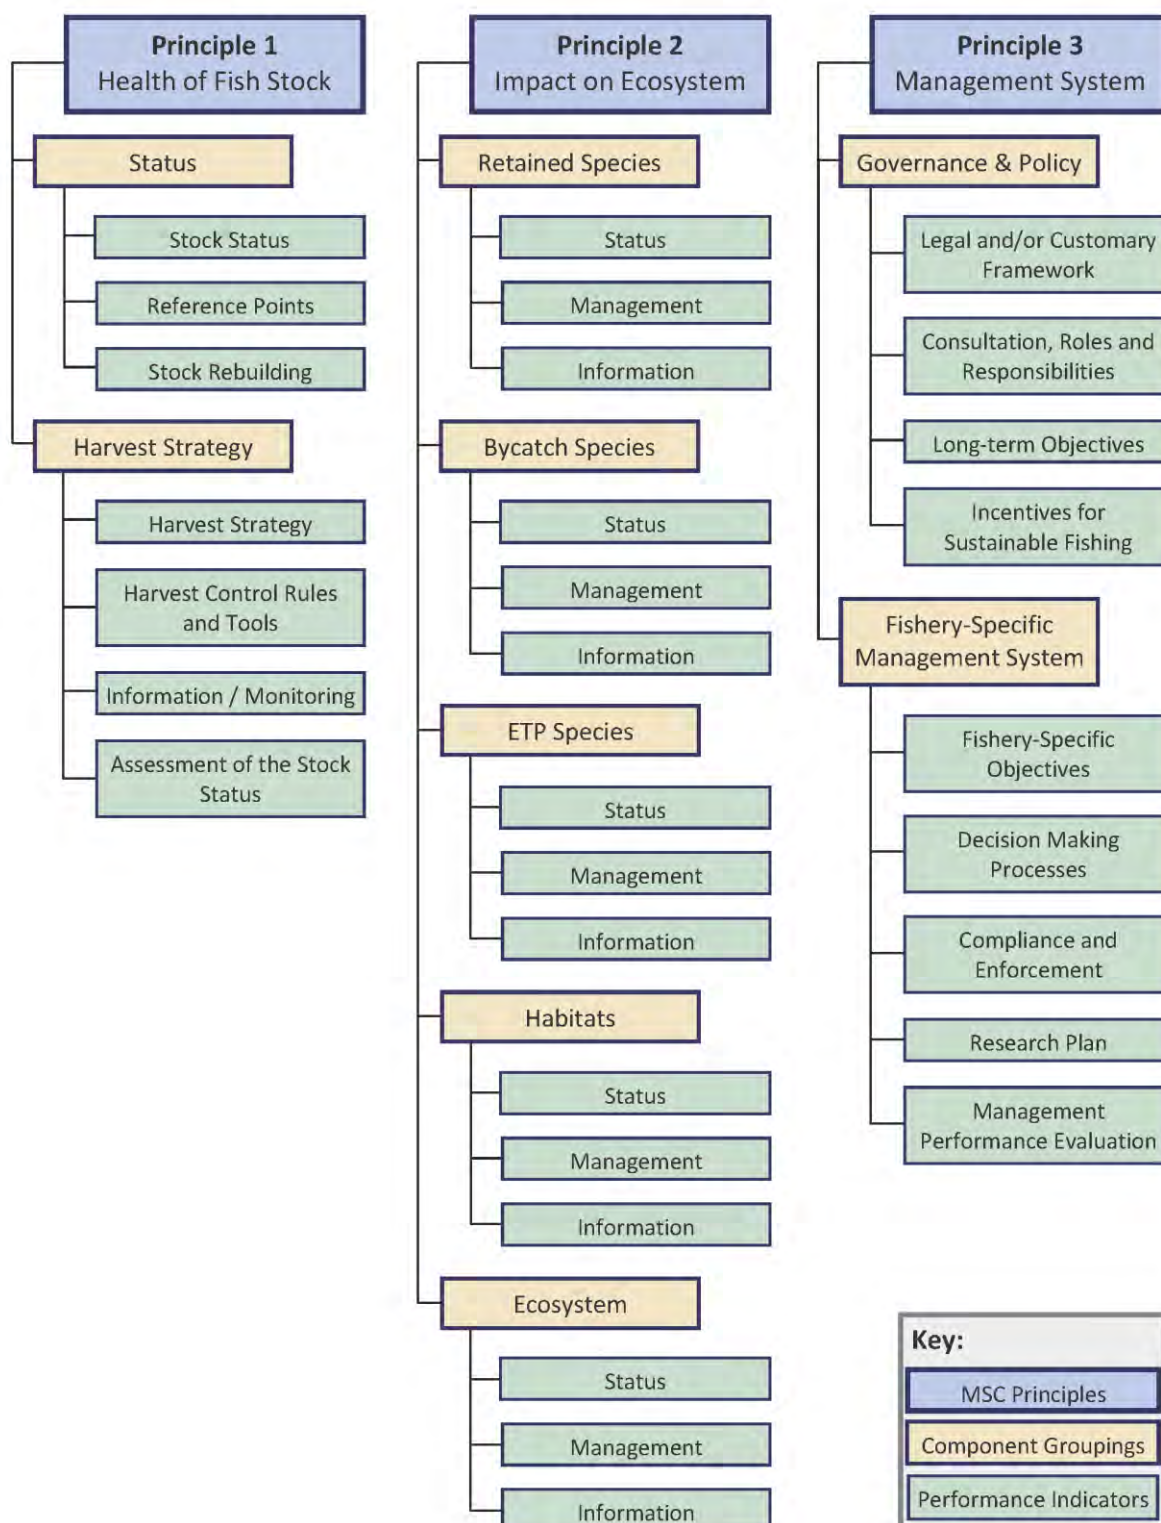 Principle 1
Health of Fish Stock
Status
Stock Status
Reference Points
Stock Rebuilding
Harvest Strategy
Harvest Strategy
Harvest Control Rules
and Tools
Information / Monitoring
Assessment of the Stock
Status
Principle 2
Impact on Ecosystem
Retained Species
Status
Management
Information
Bycatch Species
Status
Management
Information
ETP Species
Status
Management
Information
Habitats
Status
Management
Information
Ecosystem
Status
Management
Information
Principle 3
Management System
Governance & Policy
Legal and/or Customary
Framework
Consultation, Roles and
Responsibilities
Long-term Objectives
Incentives for
Sustainable Fishing
Fishery-Specific
Management System
Fishery-Specific
Objectives
Decision Making
Processes
Compliance and
Enforcement
Research Plan
Management
Performance Evaluation
Key:
MSC Principles
Component Groupings
Performance Indicators